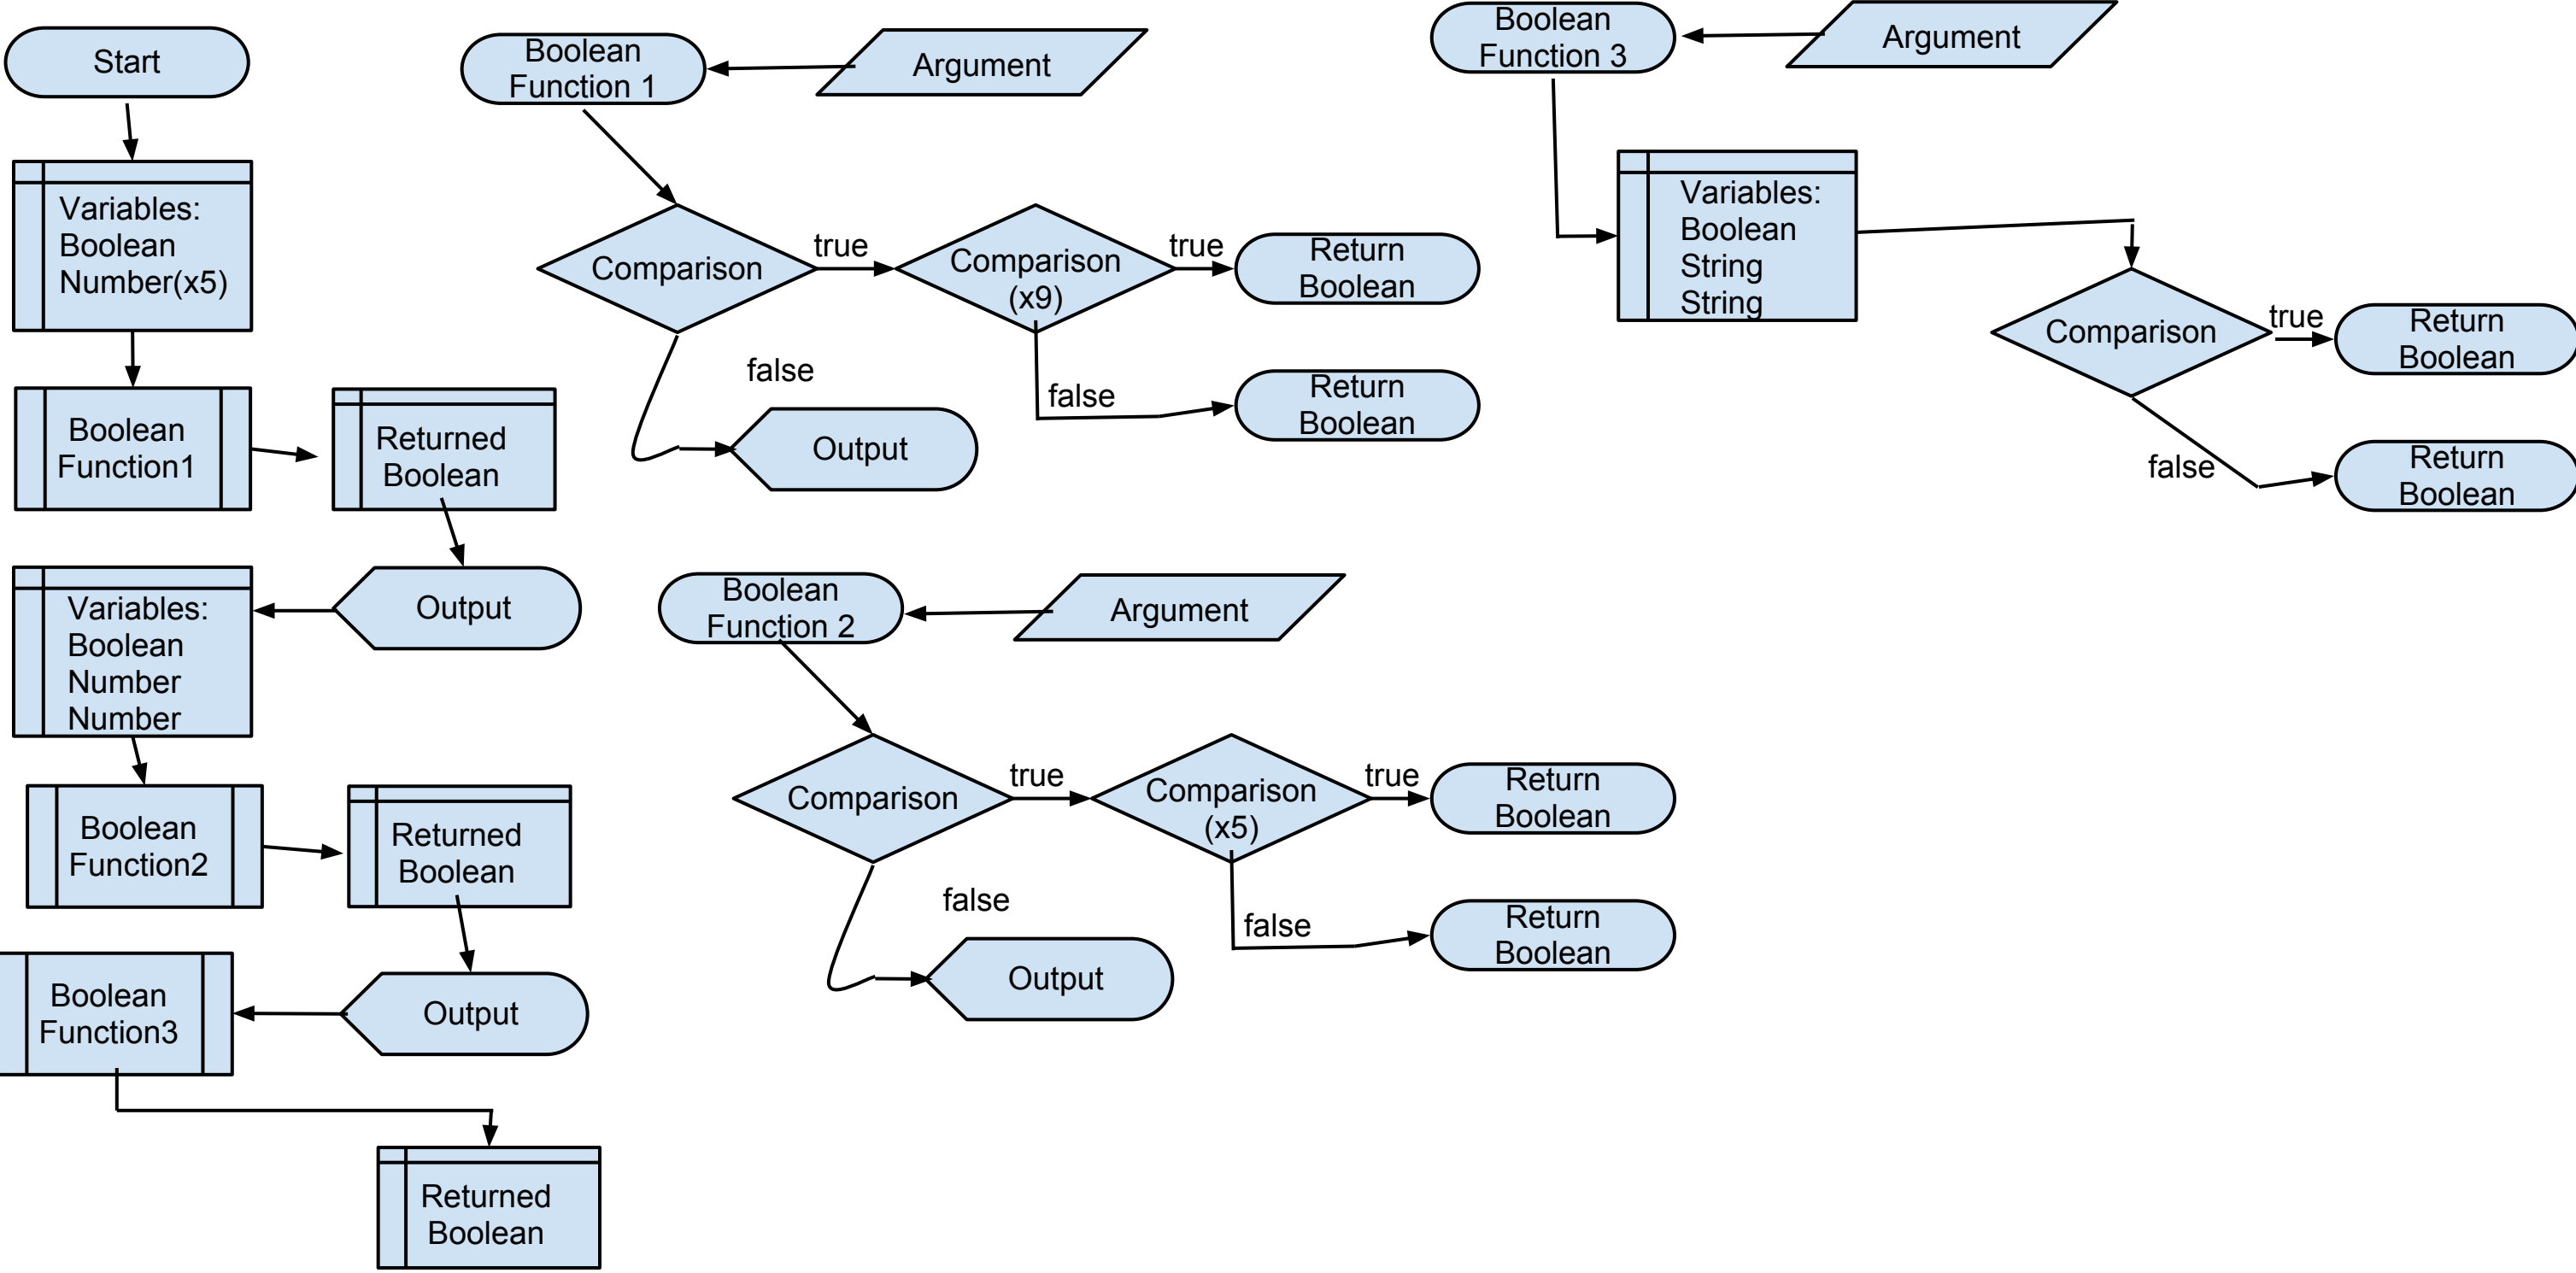 Start
Variables:
Boolean
Number(x5)
Boolean
Function1
Returned
Boolean
Output
Variables:
Boolean
Number
Number
Boolean
Function2
Returned
Boolean
Output
Boolean
Function3
Returned
Boolean
Boolean
Function 1
Argument
Comparison
true
Comparison
(x9)
true
Return
Boolean
false
Output
false
Return
Boolean
Boolean
Function 2
Argument
Comparison
true
Comparison
(x5)
true
Return
Boolean
false
Output
false
Return
Boolean
Boolean
Function 3
Argument
Variables:
Boolean
String
String
Comparison
true
Return
Boolean
false
Return
Boolean